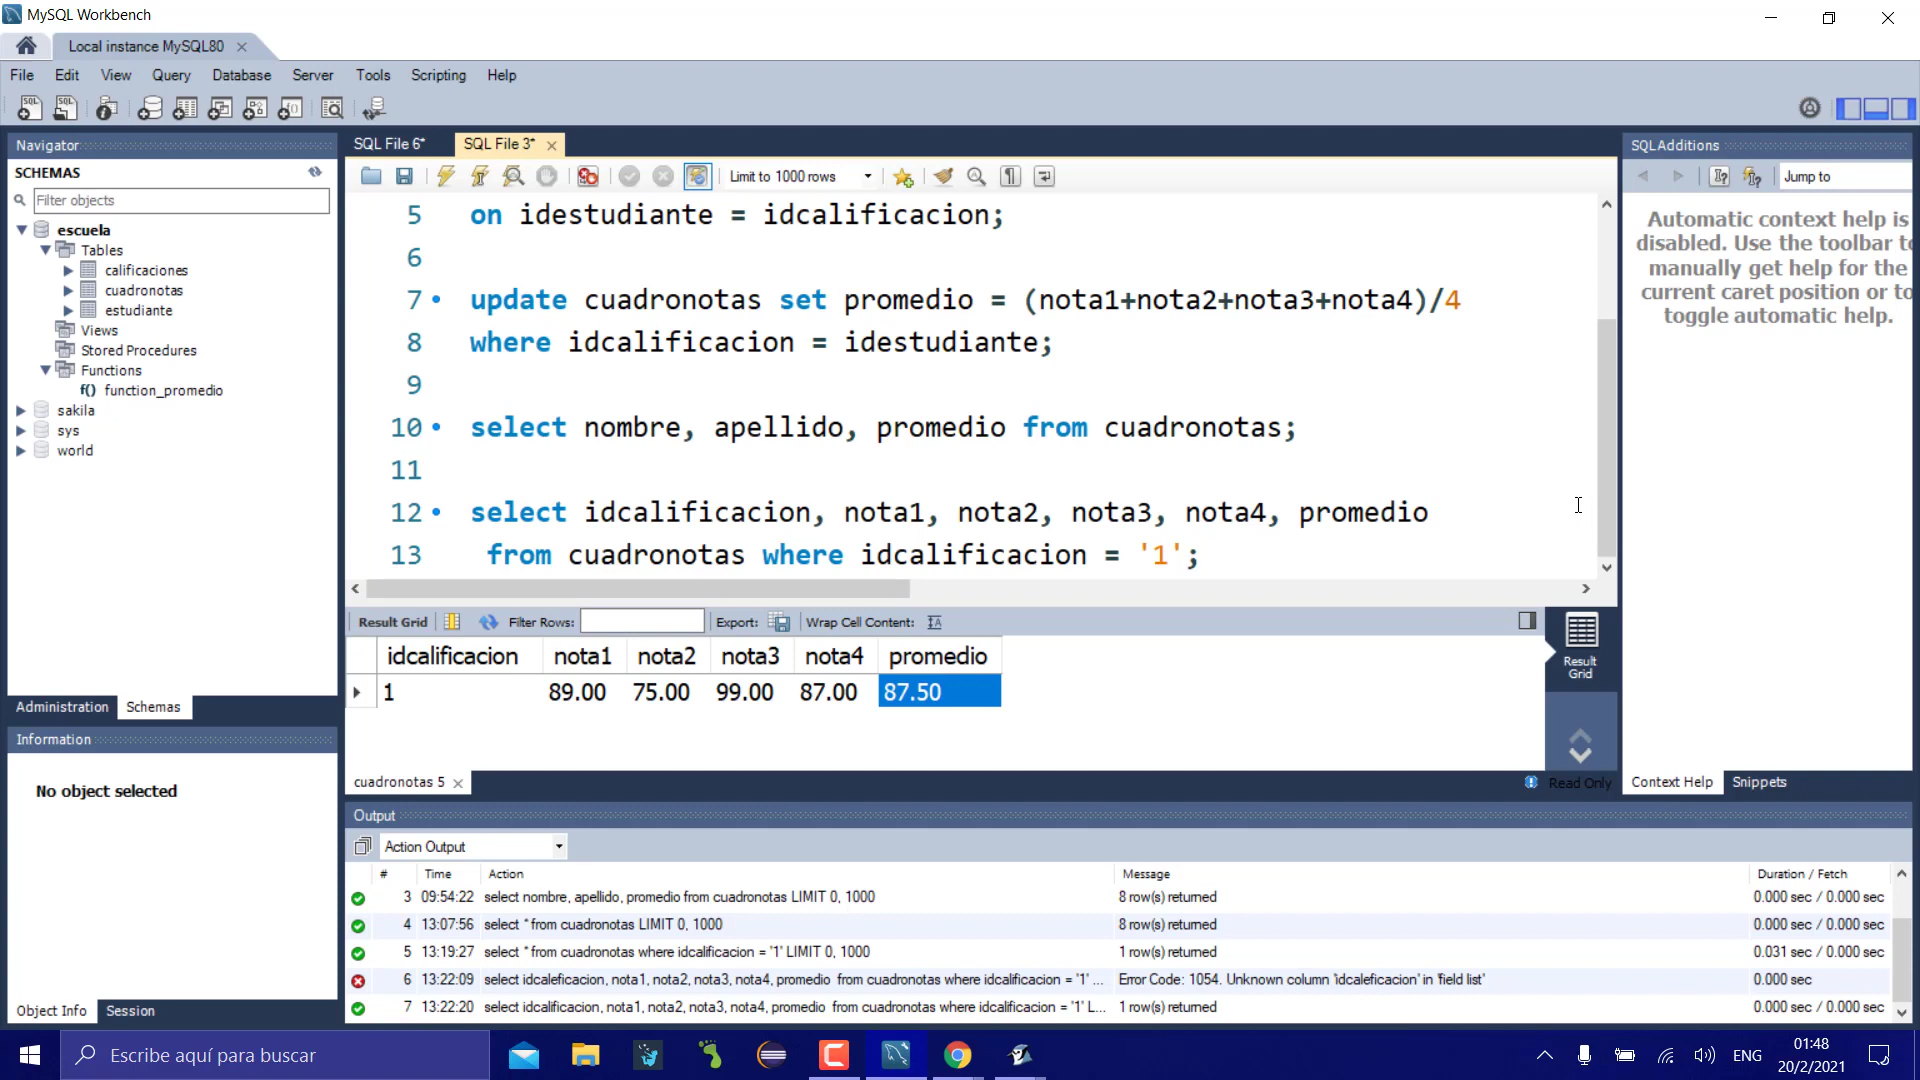 MySQL Workbench
Local instance MySQL80
File Edit View Query Database Server Tools Scripting Help
Navigator
SCHEMAS
Filter objects
escuela
Tables
calificaciones
cuadronotas
estudiante
Views
Stored Procedures
Functions
f() function_promedio
sakila
sys
world
Administration Schemas
Information
No object selected
Object Info Session
SQL File 6* SQL File 3*
Limit to 1000 rows
5 on idestudiante = idcalificacion;
6
7 update cuadronotas set promedio = (nota1+nota2+nota3+nota4)/4
8 where idcalificacion = idestudiante;
9
10 select nombre, apellido, promedio from cuadronotas;
11
12 select idcalificacion, nota1, nota2, nota3, nota4, promedio
13 from cuadronotas where idcalificacion = '1';
Result Grid Filter Rows: Export: Wrap Cell Content:
idcalificacion nota1 nota2 nota3 nota4 promedio
1 89.00 75.00 99.00 87.00 87.50
Result
Grid
cuadronotas 5
Read Only
SQLAdditions
Jump to
Automatic context help is
disabled. Use the toolbar to
manually get help for the
current caret position or to
toggle automatic help.
Context Help Snippets
Output
Action Output
# Time Action Message Duration / Fetch
3 09:54:22 select nombre, apellido, promedio from cuadronotas LIMIT 0, 1000 8 row(s) returned 0.000 sec / 0.000 sec
4 13:07:56 select * from cuadronotas LIMIT 0, 1000 8 row(s) returned 0.000 sec / 0.000 sec
5 13:19:27 select * from cuadronotas where idcalificacion = '1' LIMIT 0, 1000 1 row(s) returned 0.031 sec / 0.000 sec
6 13:22:09 select idcaleficacion, nota1, nota2, nota3, nota4, promedio from cuadronotas where idcalificacion = '1' ... Error Code: 1054. Unknown column 'idcaleficacion' in 'field list' 0.000 sec
7 13:22:20 select idcalificacion, nota1, nota2, nota3, nota4, promedio from cuadronotas where idcalificacion = '1' L... 1 row(s) returned 0.000 sec / 0.000 sec
Escribe aquí para buscar
ENG
01:48
20/2/2021